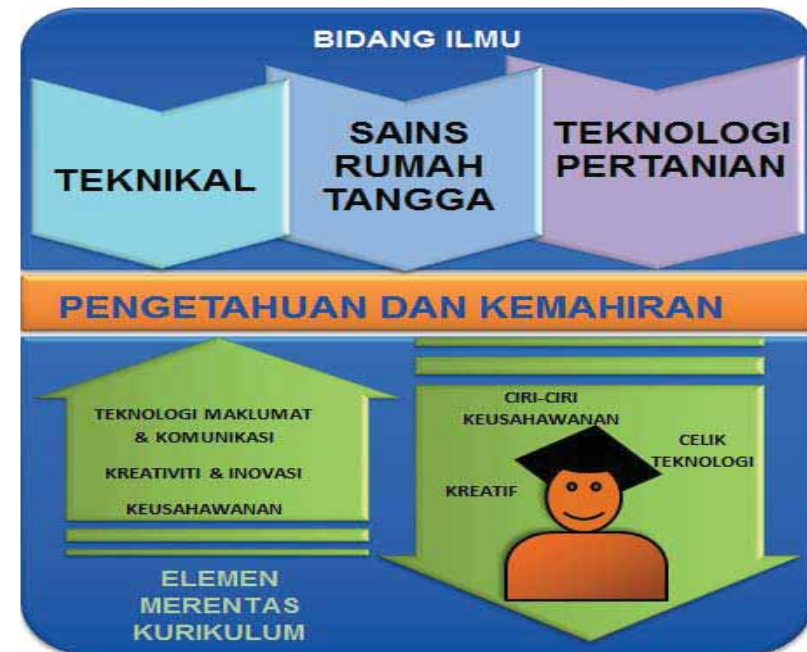 BIDANG ILMU
TEKNIKAL
SAINS
RUMAH
TANGGA
TEKNOLOGI
PERTANIAN
PENGETAHUAN DAN KEMAHIRAN
TEKNOLOGI MAKLUMAT
& KOMUNIKASI
KREATIVITI & INOVASI
KEUSAHAWANAN
ELEMEN
MERENTAS
KURIKULUM
CIRI-CIRI
KEUSAHAWANAN
CELIK
TEKNOLOGI
KREATIF